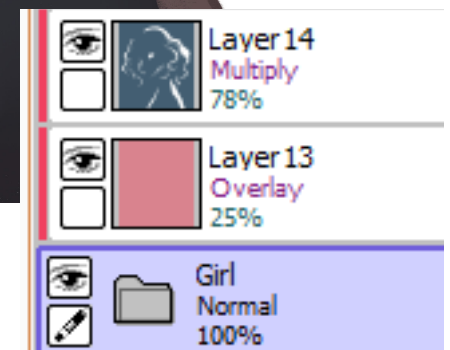 Layer14
Multiply
78%
Layer13
Overlay
25%
Girl
Normal
100%